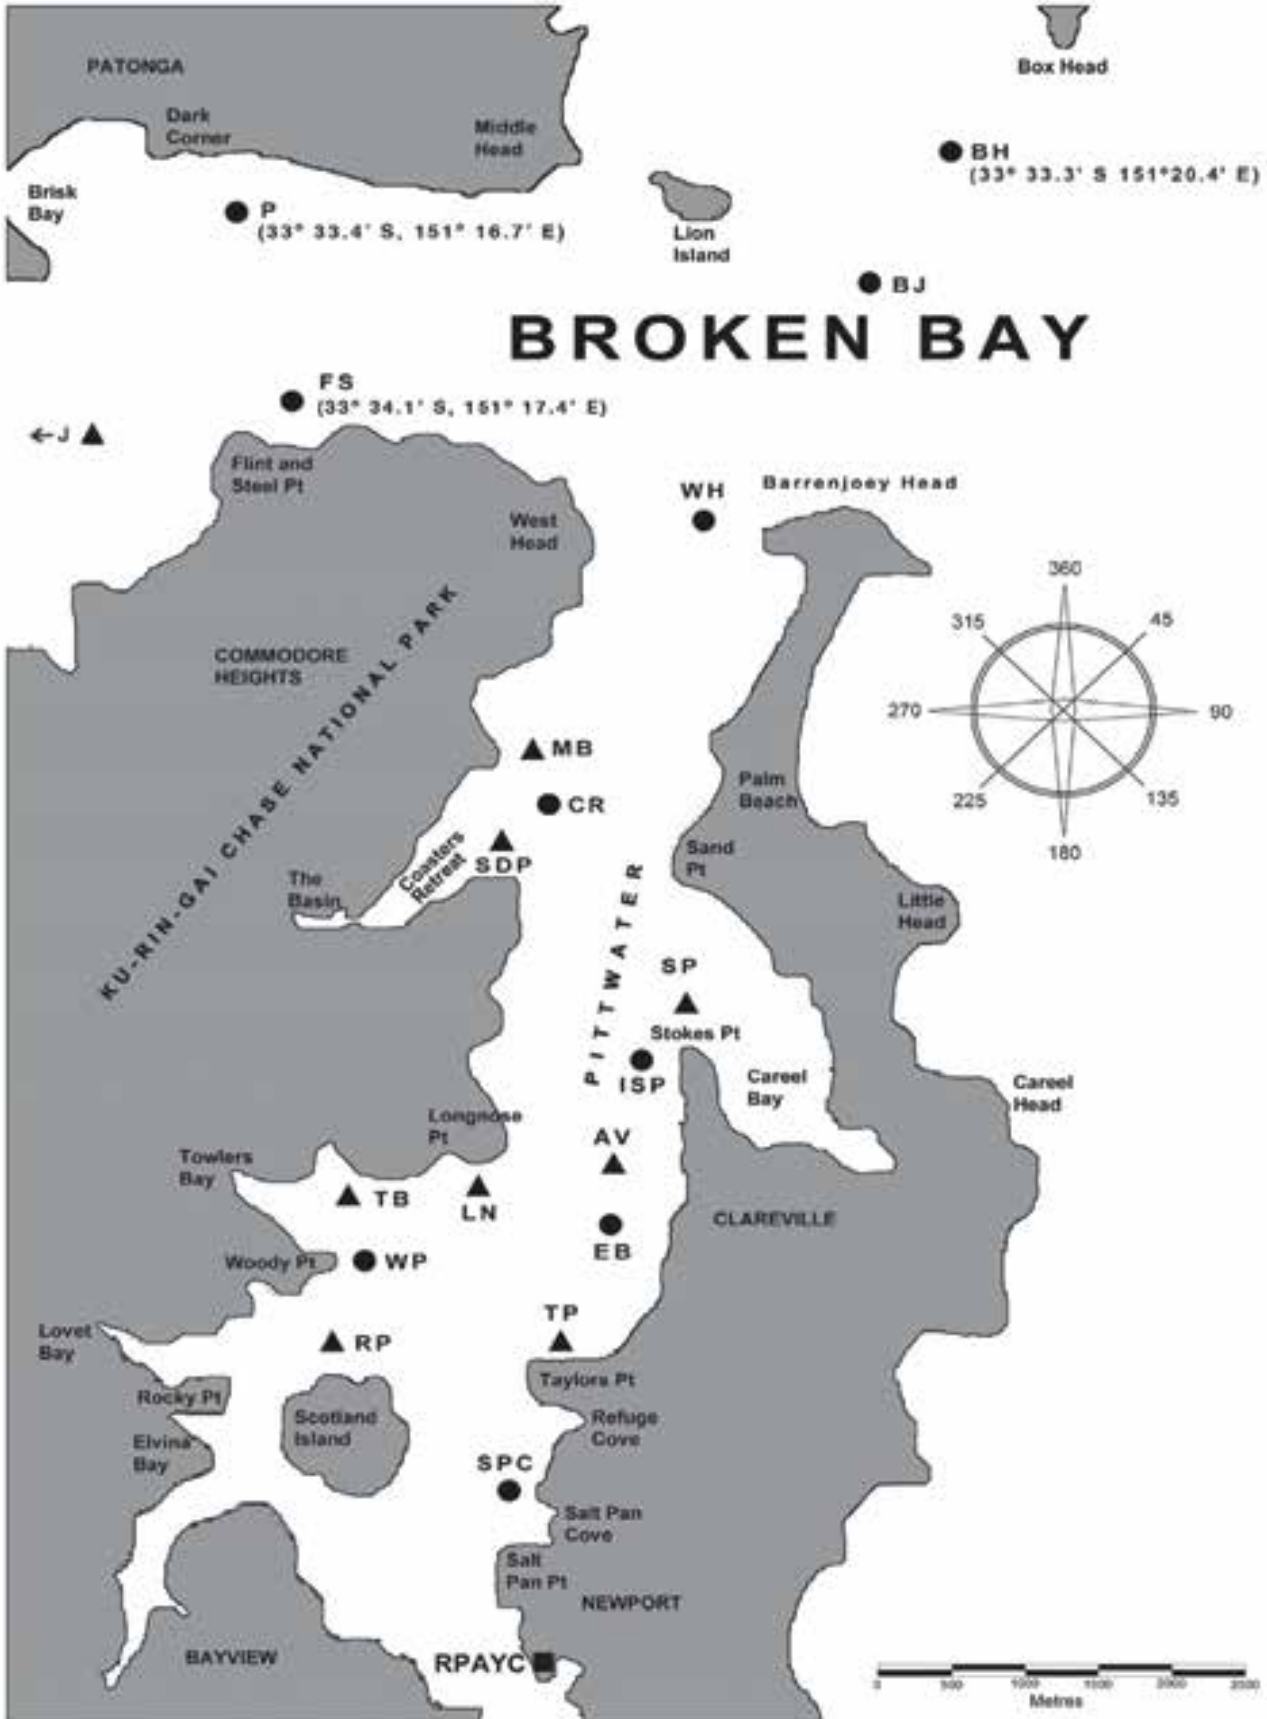 PATONGA
Box Head
Dark
Corner
Middle
Head
BH
(33° 33.3' S 151°20.4' E)
Brisk
Bay
P
(33° 33.4' S, 151° 16.7' E)
Lion
Island
BJ
BROKEN BAY
FS
(33° 34.1' S, 151° 17.4' E)
←J
Flint and
Steel Pt
WH
Barrenjoey Head
West
Head
360
315
45
270
90
225
135
180
KU-RIN-GAI CHASE NATIONAL PARK
COMMODORE
HEIGHTS
MB
CR
Palm
Beach
Coasters
Retreat
SDP
Sand
Pt
The
Basin
Little
Head
PITTWATER
SP
Stokes Pt
ISP
Careel
Bay
Careel
Head
Longnose
Pt
AV
Towlers
Bay
TB
LN
CLAREVILLE
EB
Woody Pt
WP
TP
Lovet
Bay
RP
Taylors Pt
Rocky Pt
Scotland
Island
Refuge
Cove
Elvina
Bay
SPC
Salt Pan
Cove
Salt
Pan Pt
NEWPORT
BAYVIEW
RPAYC
0 500 1000 1500 2000 2500
Metres